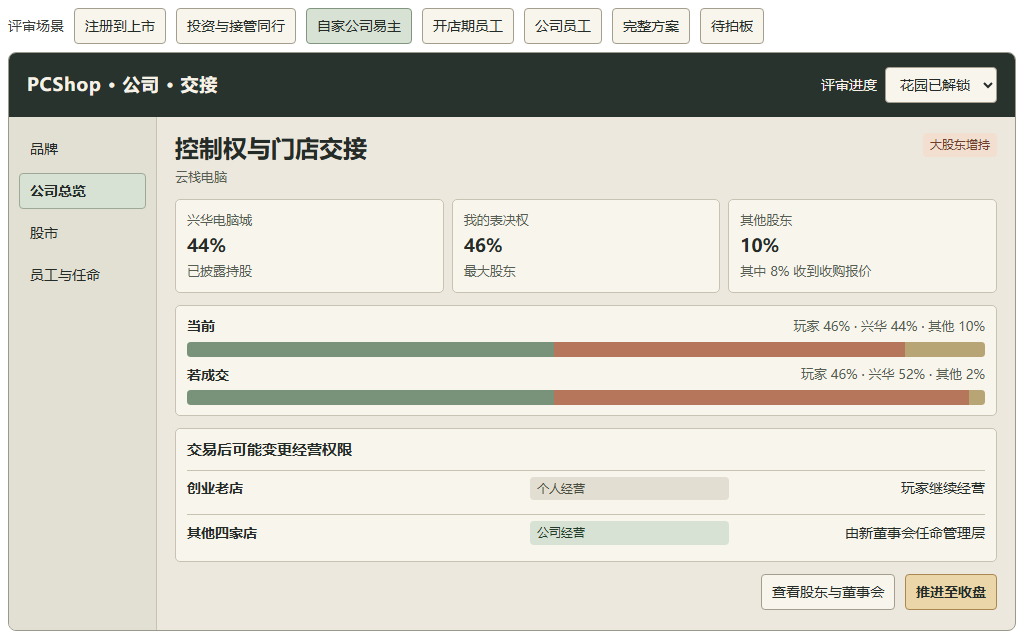 评审场景 注册到上市 投资与接管同行 自家公司易主 开店期员工 公司员工 完整方案 待拍板
PCShop · 公司 · 交接 评审进度 花园已解锁
品牌
公司总览
股市
员工与任命
控制权与门店交接 大股东增持
云栈电脑
兴华电脑城 我的表决权 其他股东
44% 46% 10%
已披露持股 最大股东 其中 8% 收到收购报价
当前 玩家 46% · 兴华 44% · 其他 10%
若成交 玩家 46% · 兴华 52% · 其他 2%
交易后可能变更经营权限
创业老店 个人经营 玩家继续经营
其他四家店 公司经营 由新董事会任命管理层
查看股东与董事会 推进至收盘